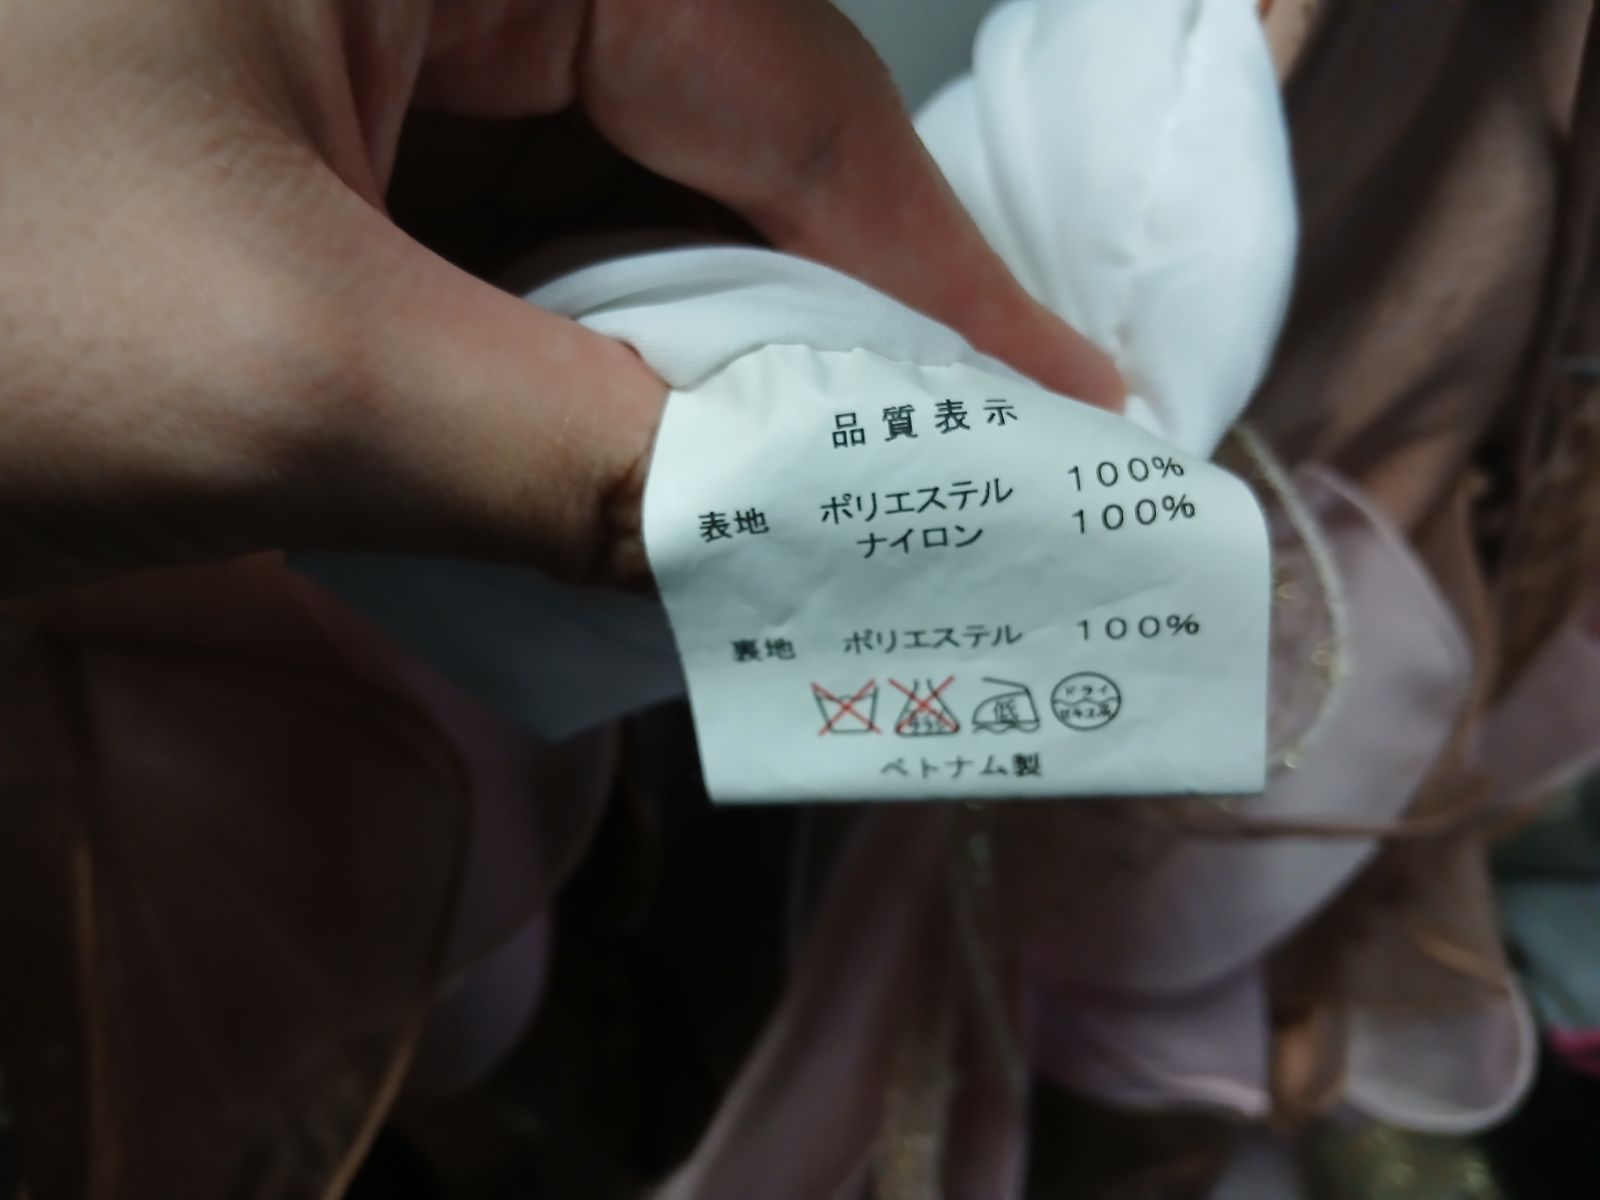 品質表示
表地 ポリエステル 100%
ナイロン 100%
裏地 ポリエステル 100%
低 ドライ
ベトナム製